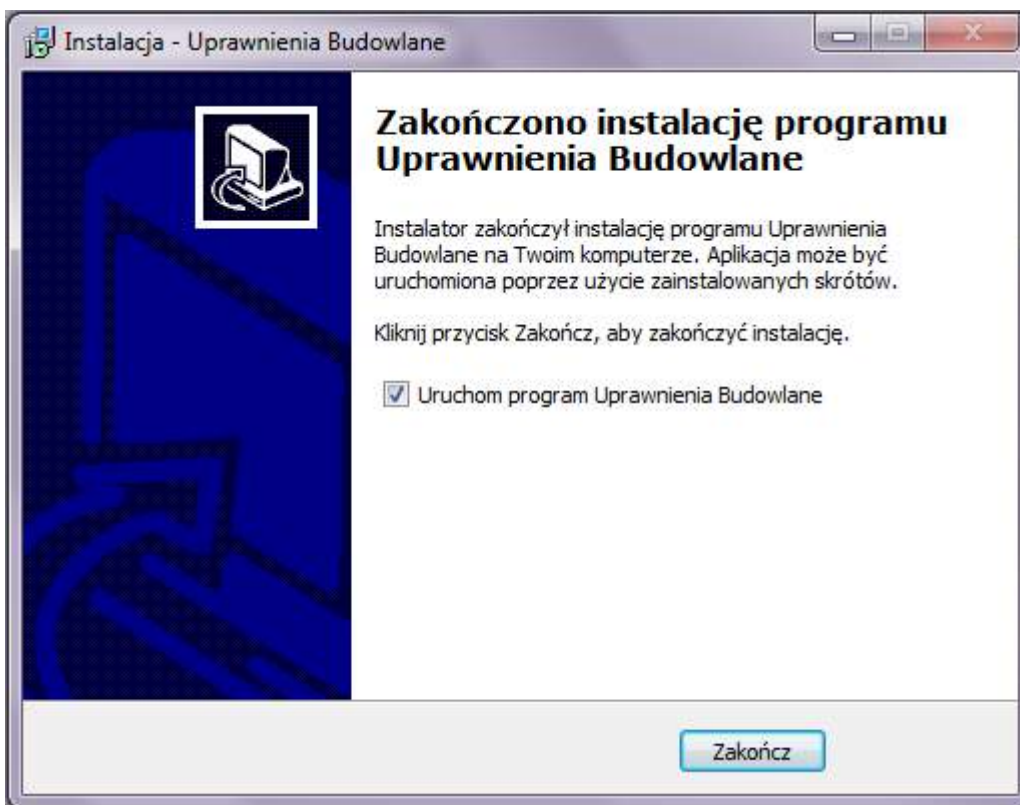 Instalacja - Uprawnienia Budowlane
Zakończono instalację programu
Uprawnienia Budowlane
Instalator zakończył instalację programu Uprawnienia
Budowlane na Twoim komputerze. Aplikacja może być
uruchomiona poprzez użycie zainstalowanych skrótów.
Kliknij przycisk Zakończ, aby zakończyć instalację.
Uruchom program Uprawnienia Budowlane
Zakończ